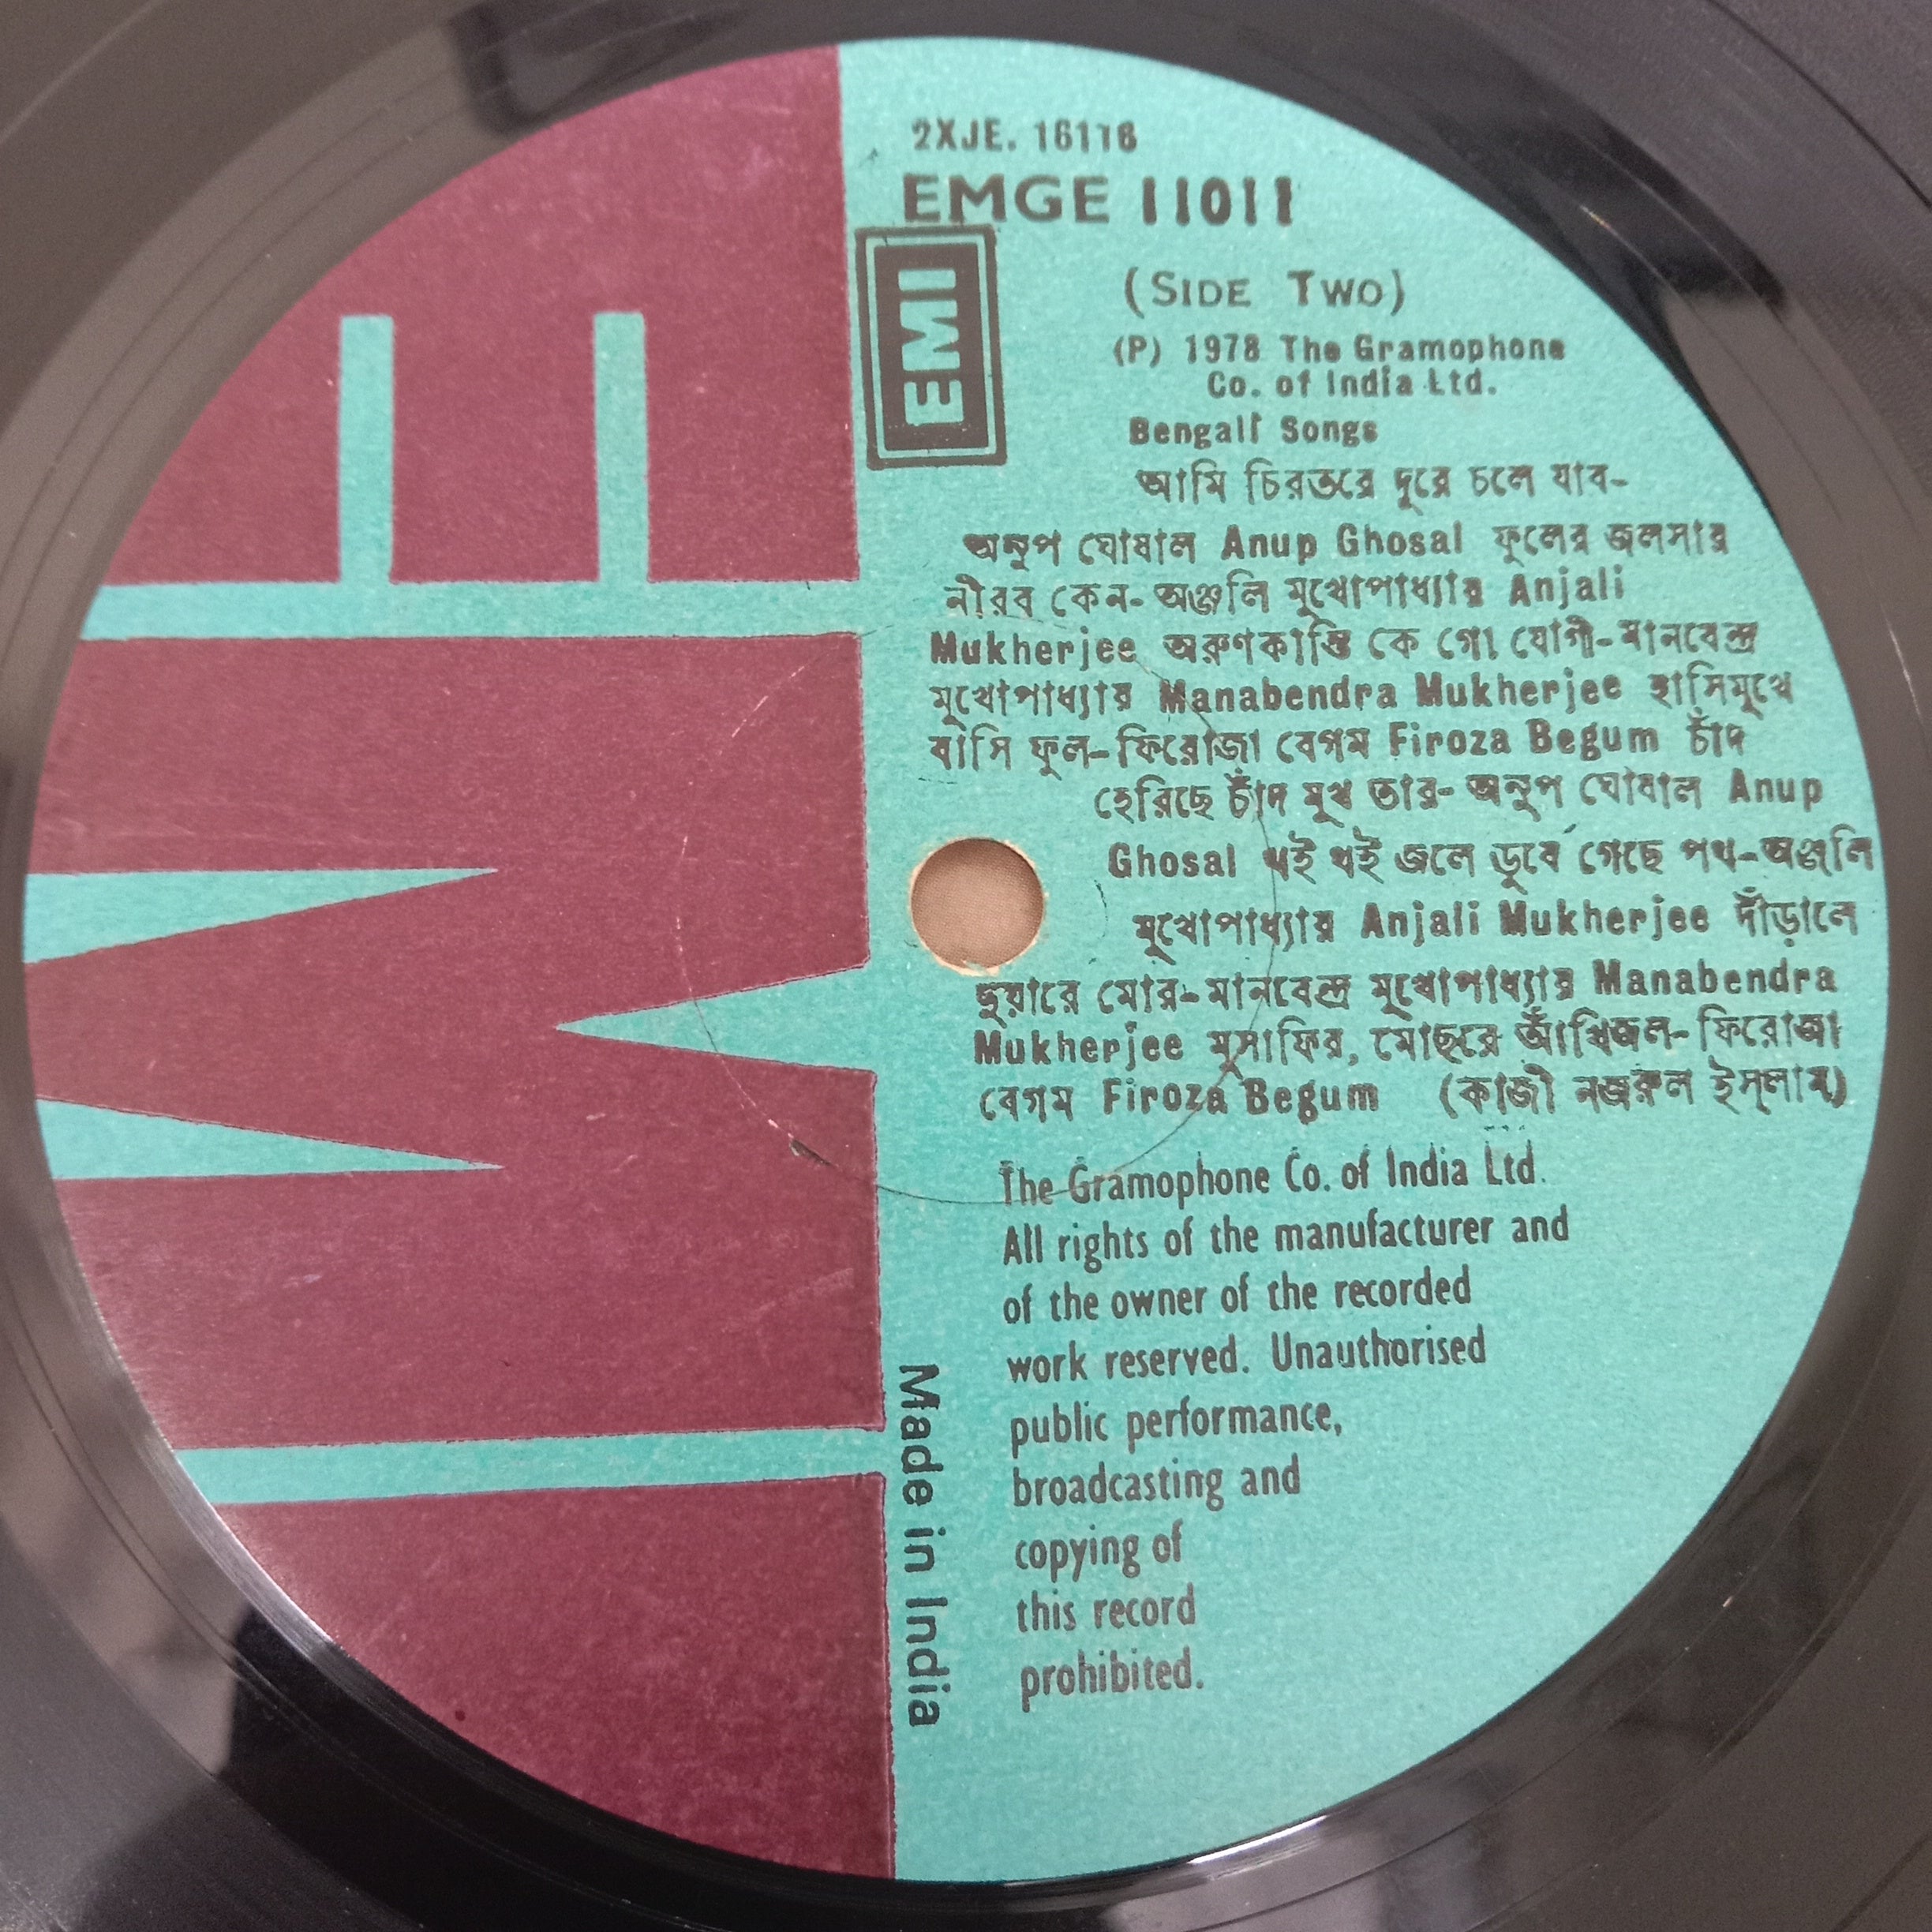 2XJE. 16116
EMGE 11011
EMI
(SIDE TWO)
(P) 1978 The Gramophone
Co. of India Ltd.
Bengali Songs
আমি চিরতরে দূরে চলে যাব-
অনুপ ঘোষাল Anup Ghosal ফুলের জলসায়
নীরব কেন- অঞ্জলি মুখোপাধ্যায় Anjali
Mukherjee অরুণকান্তি কে গো যোগী-মানবেন্দ্র
মুখোপাধ্যায় Manabendra Mukherjee হাসিমুখে
বাসি ফুল-ফিরোজা বেগম Firoza Begum চাঁদ
হেরিছে চাঁদ মুখ তার- অনুপ ঘোষাল Anup
Ghosal থই থই জলে ডুবে গেছে পথ-অঞ্জলি
মুখোপাধ্যায় Anjali Mukherjee দাঁড়ালে
দুয়ারে মোর-মানবেন্দ্র মুখোপাধ্যায় Manabendra
Mukherjee মুসাফির, মোছরে আঁখিজল- ফিরোজা
বেগম Firoza Begum (কাজী নজরুল ইস্‌লাম)
The Gramophone Co. of India Ltd.
All rights of the manufacturer and
of the owner of the recorded
work reserved. Unauthorised
public performance,
broadcasting and
copying of
this record
prohibited.
Made in India
EMI